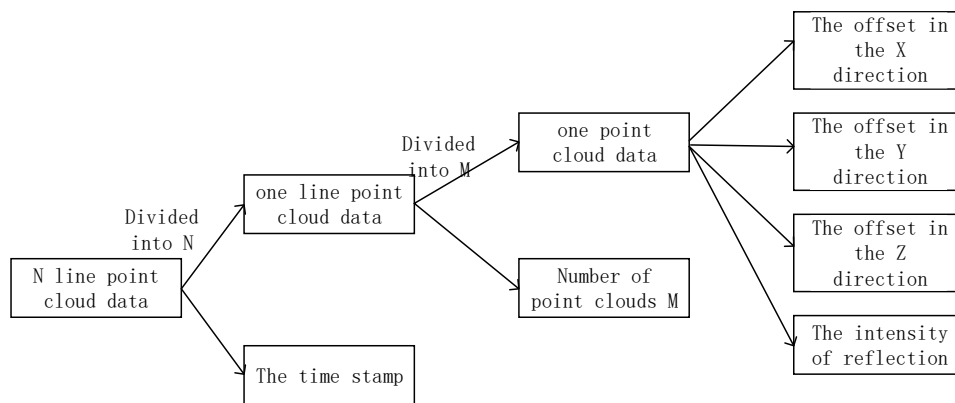 N line point
cloud data
Divided
into N
one line point
cloud data
The time stamp
Divided
into M
one point
cloud data
Number of
point clouds M
The offset in
the X
direction
The offset in
the Y
direction
The offset in
the Z
direction
The intensity
of reflection